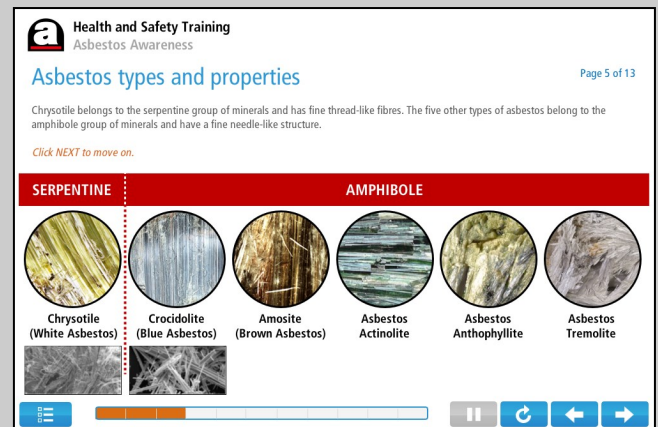 a
Health and Safety Training
Asbestos Awareness
Asbestos types and properties
Page 5 of 13
Chrysotile belongs to the serpentine group of minerals and has fine thread-like fibres. The five other types of asbestos belong to the
amphibole group of minerals and have a fine needle-like structure.
Click NEXT to move on.
SERPENTINE
AMPHIBOLE
Chrysotile
(White Asbestos)
Crocidolite
(Blue Asbestos)
Amosite
(Brown Asbestos)
Asbestos
Actinolite
Asbestos
Anthophyllite
Asbestos
Tremolite